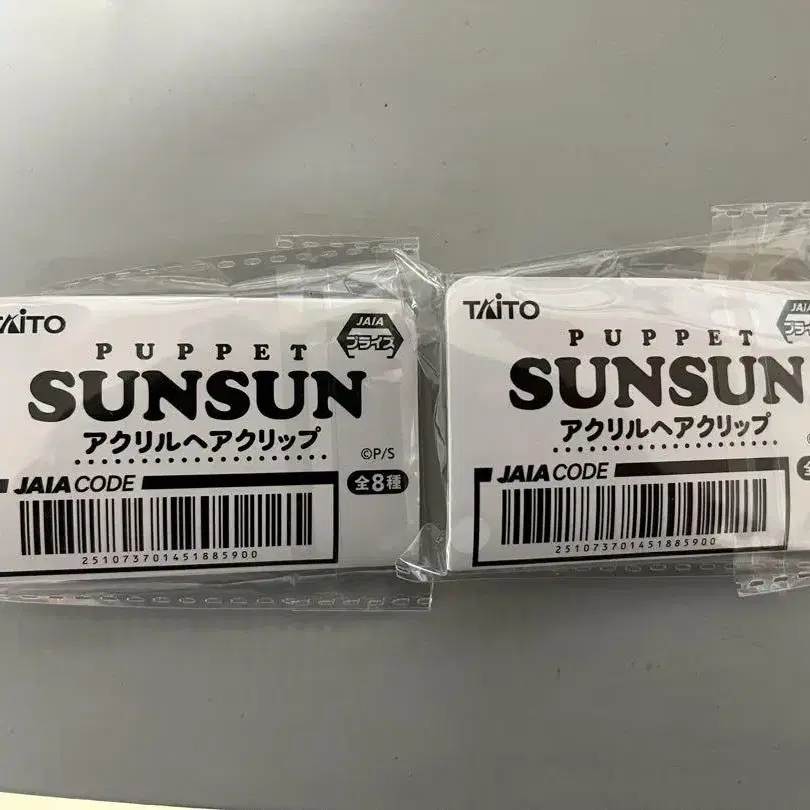 TAITO
JAIA
プライズ
PUPPET
SUNSUN
アクリルヘアクリップ
©P/S
JAIA CODE
全8種
251073701451885900
TAITO
JAIA
PUPPET
SUNSUN
アクリルヘアクリップ
JAIA CODE
251073701451885900